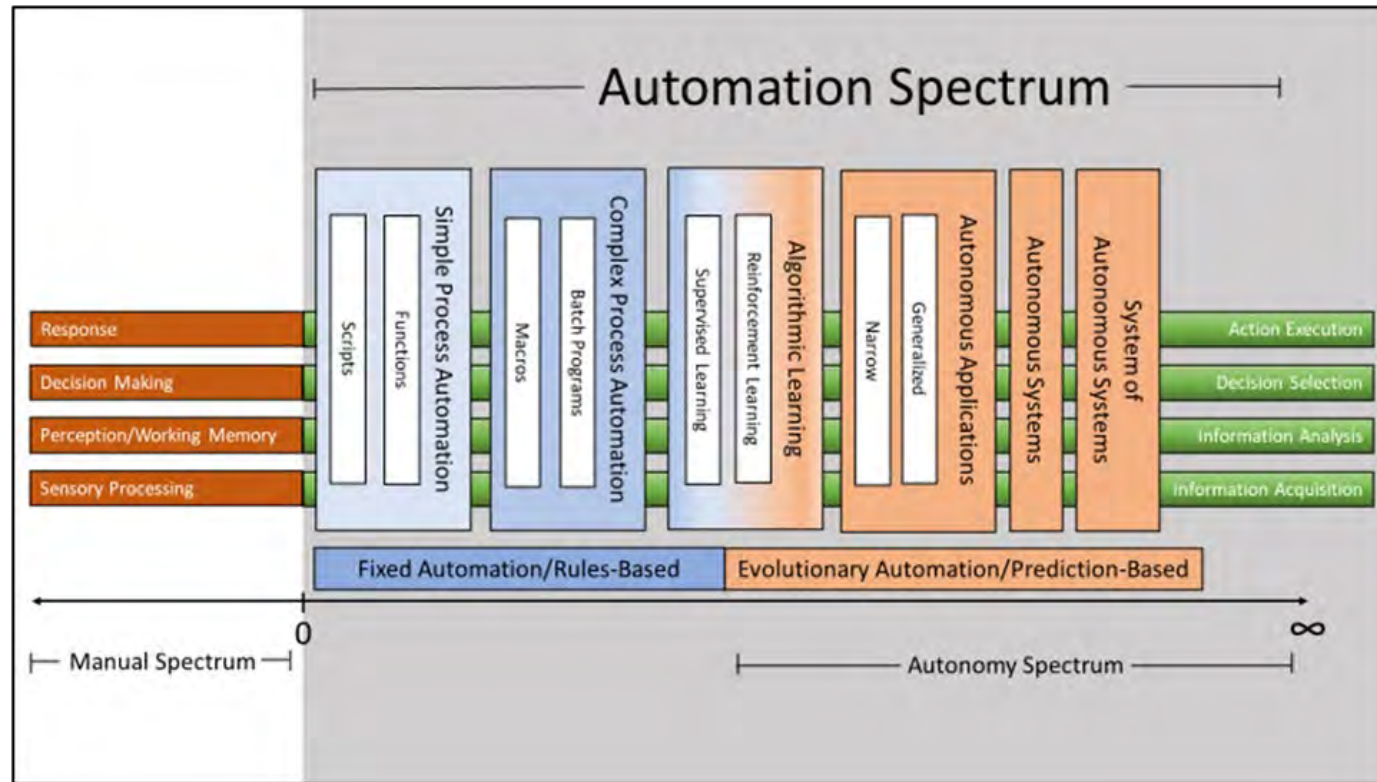 Automation Spectrum
Response
Decision Making
Perception/Working Memory
Sensory Processing
Scripts
Functions
Simple Process Automation
Macros
Batch Programs
Complex Process Automation
Supervised Learning
Reinforcement Learning
Algorithmic Learning
Narrow
Generalized
Autonomous Applications
Autonomous Systems
System of
Autonomous Systems
Action Execution
Decision Selection
Information Analysis
Information Acquisition
Fixed Automation/Rules-Based
Evolutionary Automation/Prediction-Based
0
∞
Manual Spectrum
Autonomy Spectrum